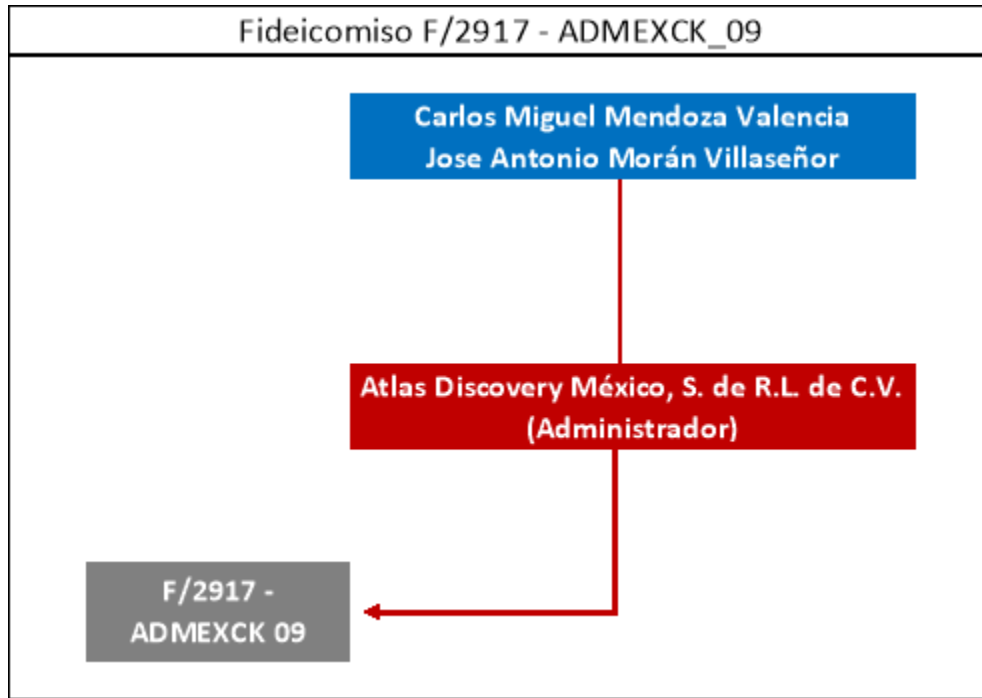 Fideicomiso F/2917 - ADMEXCK_09
Carlos Miguel Mendoza Valencia
Jose Antonio Morán Villaseñor
Atlas Discovery México, S. de R.L. de C.V.
(Administrador)
F/2917 -
ADMEXCK 09